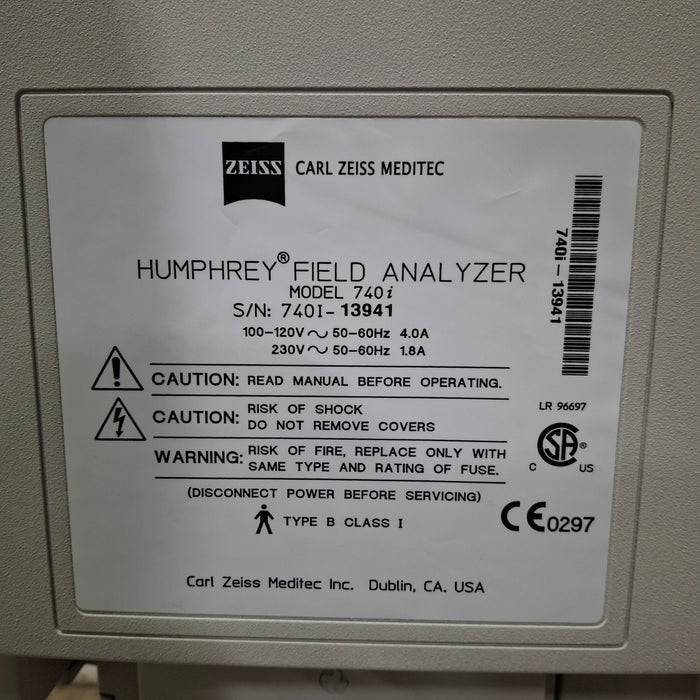 ZEISS CARL ZEISS MEDITEC
740i-13941
HUMPHREY® FIELD ANALYZER
MODEL 740i
S/N: 740I-13941
100-120V ～ 50-60Hz 4.0A
230V ～ 50-60Hz 1.8A
CAUTION: READ MANUAL BEFORE OPERATING.
CAUTION: RISK OF SHOCK
DO NOT REMOVE COVERS
WARNING: RISK OF FIRE, REPLACE ONLY WITH
SAME TYPE AND RATING OF FUSE.
(DISCONNECT POWER BEFORE SERVICING)
TYPE B CLASS I
LR 96697
SA®
C US
CE0297
Carl Zeiss Meditec Inc. Dublin, CA. USA